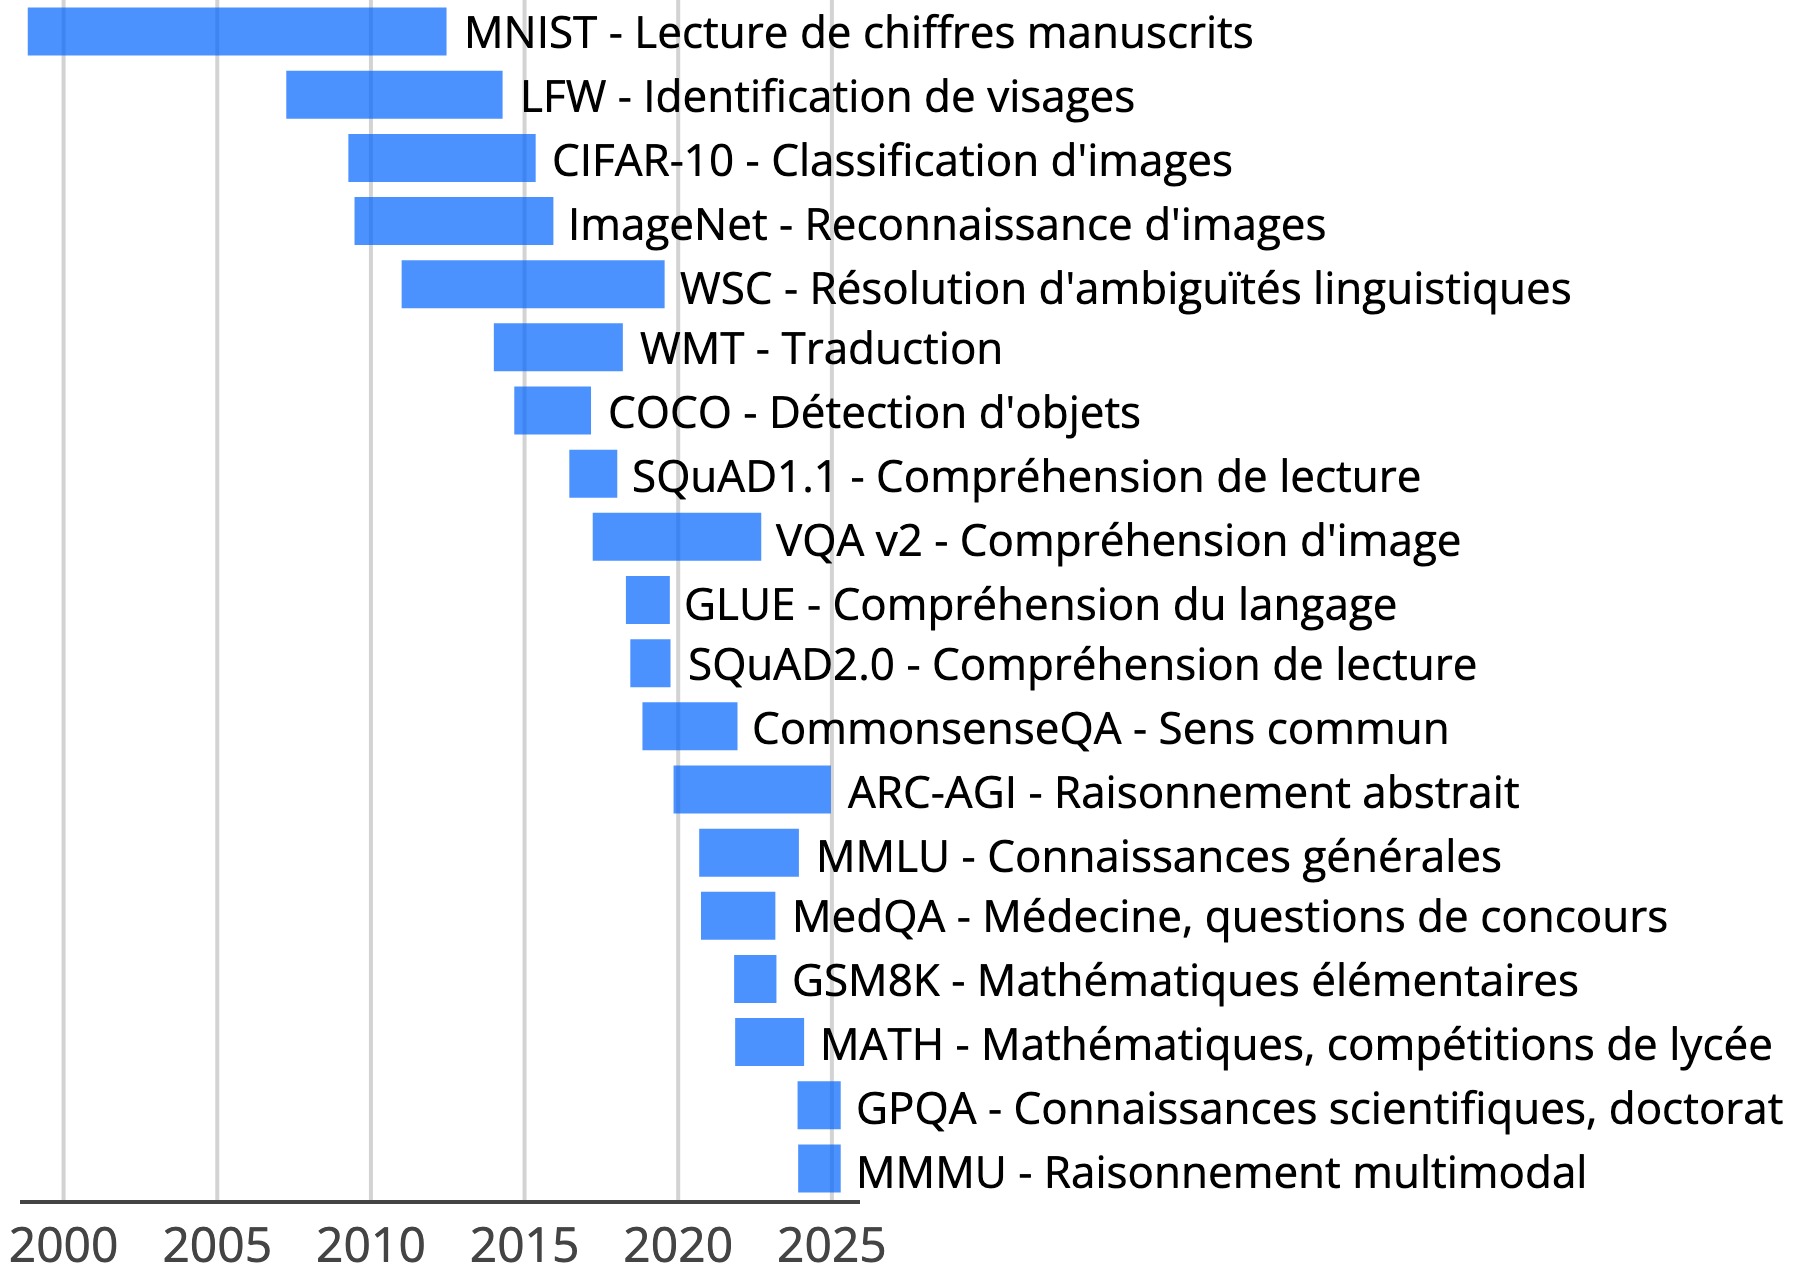 MNIST - Lecture de chiffres manuscrits
LFW - Identification de visages
CIFAR-10 - Classification d'images
ImageNet - Reconnaissance d'images
WSC - Résolution d'ambiguïtés linguistiques
WMT - Traduction
COCO - Détection d'objets
SQuAD1.1 - Compréhension de lecture
VQA v2 - Compréhension d'image
GLUE - Compréhension du langage
SQuAD2.0 - Compréhension de lecture
CommonsenseQA - Sens commun
ARC-AGI - Raisonnement abstrait
MMLU - Connaissances générales
MedQA - Médecine, questions de concours
GSM8K - Mathématiques élémentaires
MATH - Mathématiques, compétitions de lycée
GPQA - Connaissances scientifiques, doctorat
MMMU - Raisonnement multimodal
2000 2005 2010 2015 2020 2025